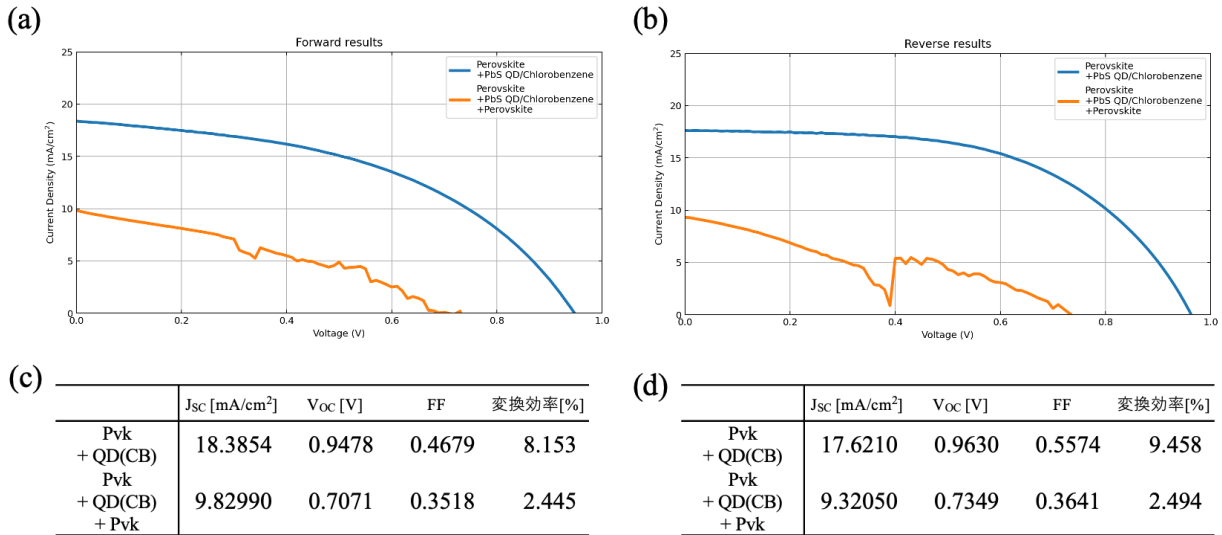 (a)
Forward results
25
20
15
10
5
0
0.0 0.2 0.4 0.6 0.8 1.0
Current Density (mA/cm²)
Voltage (V)
Perovskite
+PbS QD/Chlorobenzene
Perovskite
+PbS QD/Chlorobenzene
+Perovskite
(b)
Reverse results
25
20
15
10
5
0
0.0 0.2 0.4 0.6 0.8 1.0
Current Density (mA/cm²)
Voltage (V)
Perovskite
+PbS QD/Chlorobenzene
Perovskite
+PbS QD/Chlorobenzene
+Perovskite
(c)
JSC [mA/cm²] VOC [V] FF 変換効率[%]
Pvk
+ QD(CB)
18.3854 0.9478 0.4679 8.153
Pvk
+ QD(CB)
+ Pvk
9.82990 0.7071 0.3518 2.445
(d)
JSC [mA/cm²] VOC [V] FF 変換効率[%]
Pvk
+ QD(CB)
17.6210 0.9630 0.5574 9.458
Pvk
+ QD(CB)
+ Pvk
9.32050 0.7349 0.3641 2.494